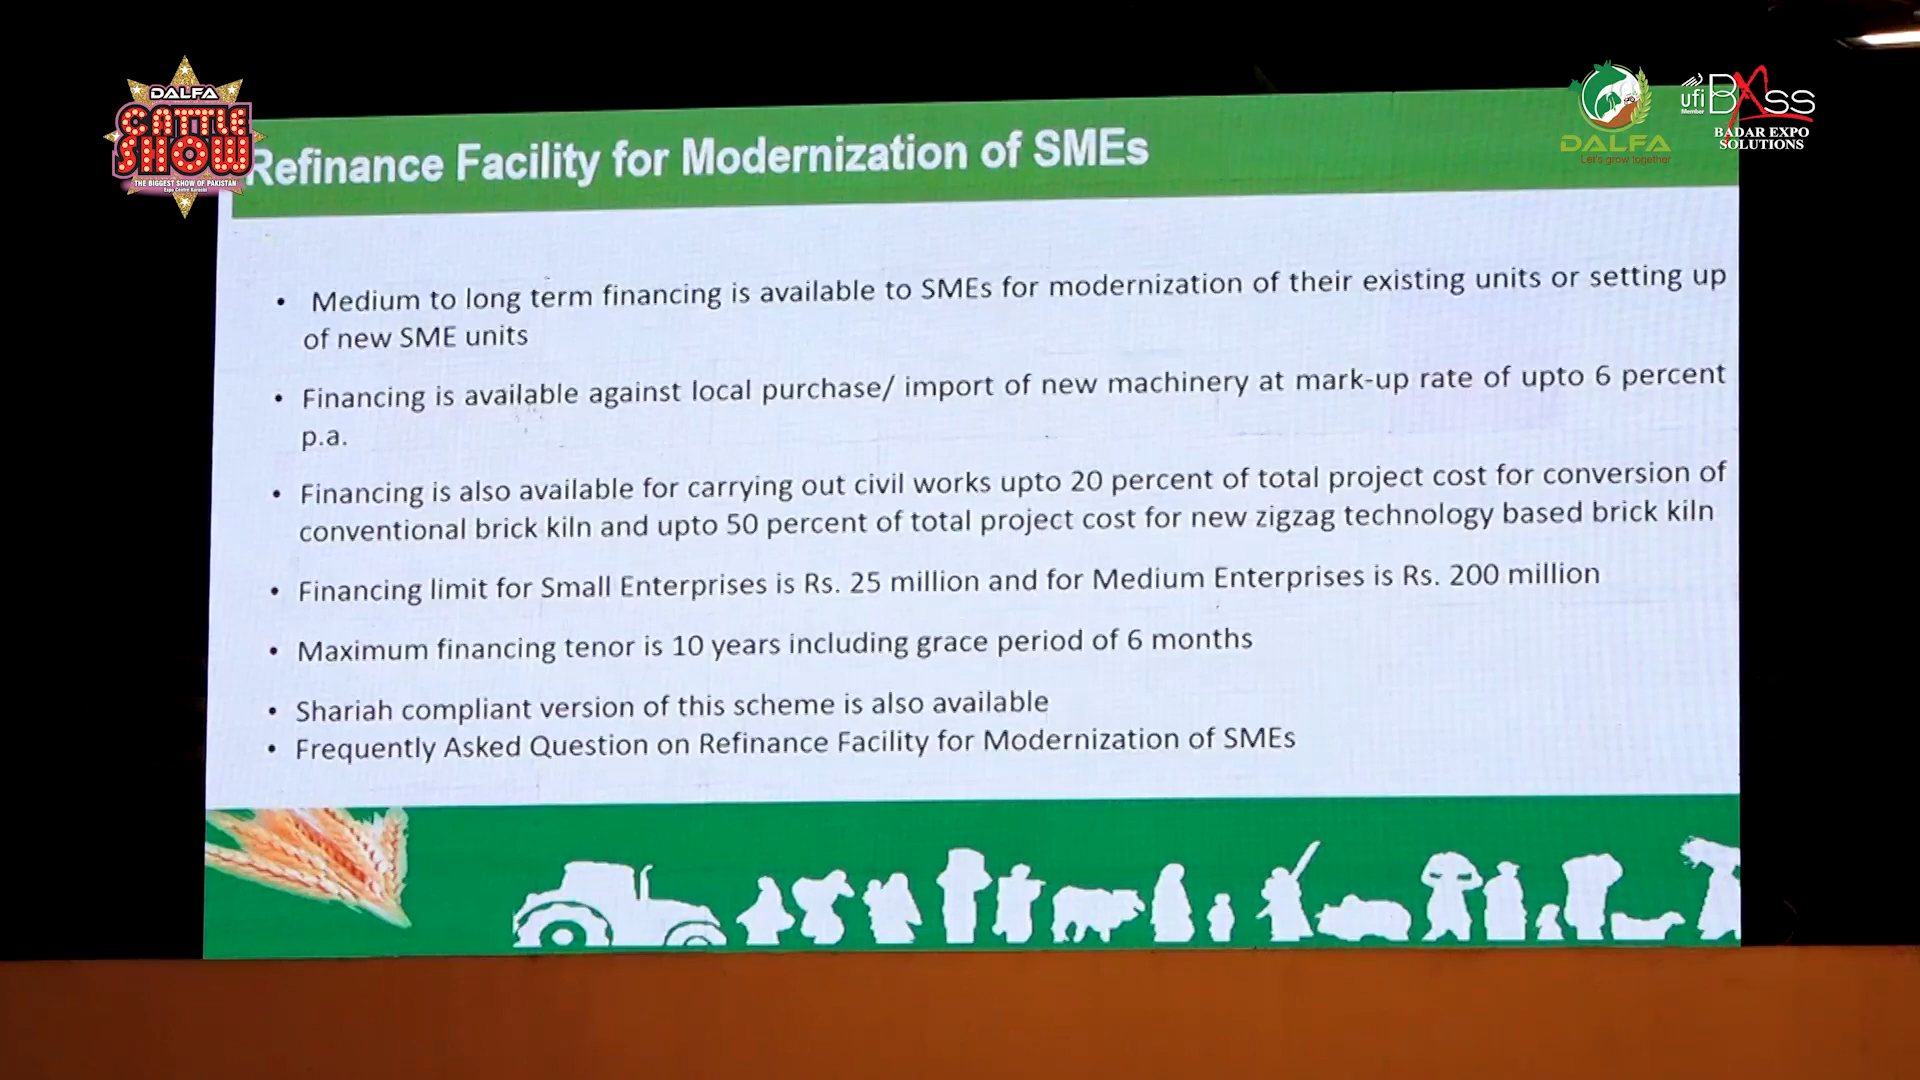 DALFA
CATTLE
SHOW
THE BIGGEST SHOW OF PAKISTAN
Expo Centre Karachi
DALFA
Let's grow together
ufi
Member
BXss
BADAR EXPO
SOLUTIONS
Refinance Facility for Modernization of SMEs
• Medium to long term financing is available to SMEs for modernization of their existing units or setting up
of new SME units
• Financing is available against local purchase/ import of new machinery at mark-up rate of upto 6 percent
p.a.
• Financing is also available for carrying out civil works upto 20 percent of total project cost for conversion of
conventional brick kiln and upto 50 percent of total project cost for new zigzag technology based brick kiln
• Financing limit for Small Enterprises is Rs. 25 million and for Medium Enterprises is Rs. 200 million
• Maximum financing tenor is 10 years including grace period of 6 months
• Shariah compliant version of this scheme is also available
• Frequently Asked Question on Refinance Facility for Modernization of SMEs